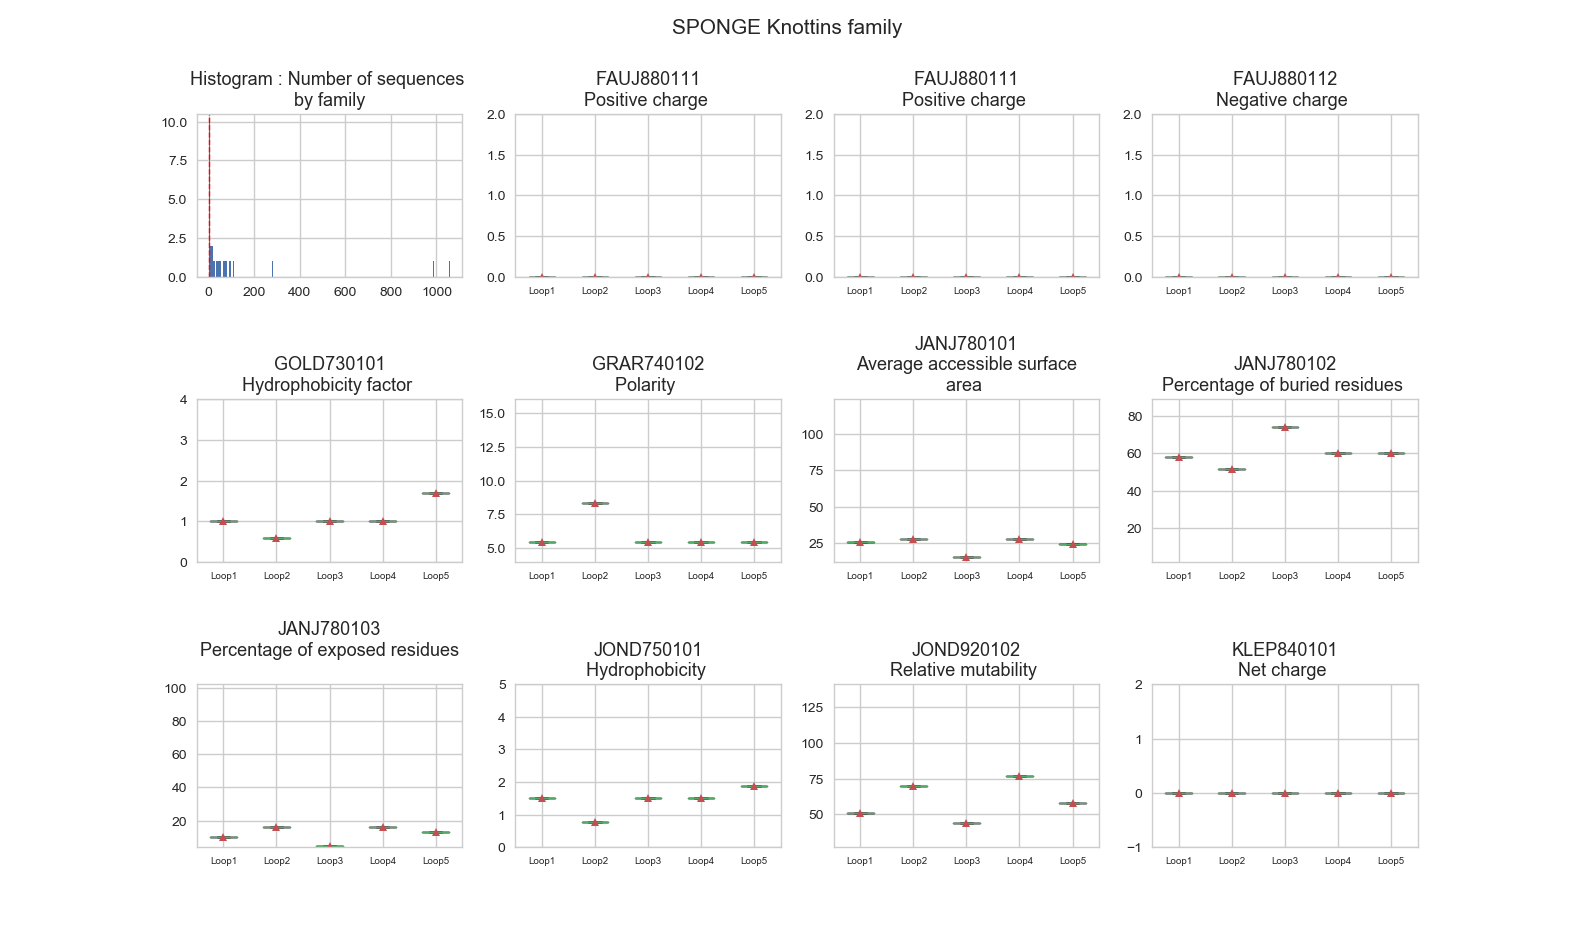 SPONGE Knottins family
Histogram : Number of sequences
by family
10.0
7.5
5.0
2.5
0.0
0 200 400 600 800 1000
FAUJ880111
Positive charge
2.0
1.5
1.0
0.5
0.0
Loop1 Loop2 Loop3 Loop4 Loop5
FAUJ880111
Positive charge
2.0
1.5
1.0
0.5
0.0
Loop1 Loop2 Loop3 Loop4 Loop5
FAUJ880112
Negative charge
2.0
1.5
1.0
0.5
0.0
Loop1 Loop2 Loop3 Loop4 Loop5
GOLD730101
Hydrophobicity factor
4
3
2
1
0
Loop1 Loop2 Loop3 Loop4 Loop5
GRAR740102
Polarity
15.0
12.5
10.0
7.5
5.0
Loop1 Loop2 Loop3 Loop4 Loop5
JANJ780101
Average accessible surface
area
100
75
50
25
Loop1 Loop2 Loop3 Loop4 Loop5
JANJ780102
Percentage of buried residues
80
60
40
20
Loop1 Loop2 Loop3 Loop4 Loop5
JANJ780103
Percentage of exposed residues
100
80
60
40
20
Loop1 Loop2 Loop3 Loop4 Loop5
JOND750101
Hydrophobicity
5
4
3
2
1
0
Loop1 Loop2 Loop3 Loop4 Loop5
JOND920102
Relative mutability
125
100
75
50
Loop1 Loop2 Loop3 Loop4 Loop5
KLEP840101
Net charge
2
1
0
−1
Loop1 Loop2 Loop3 Loop4 Loop5